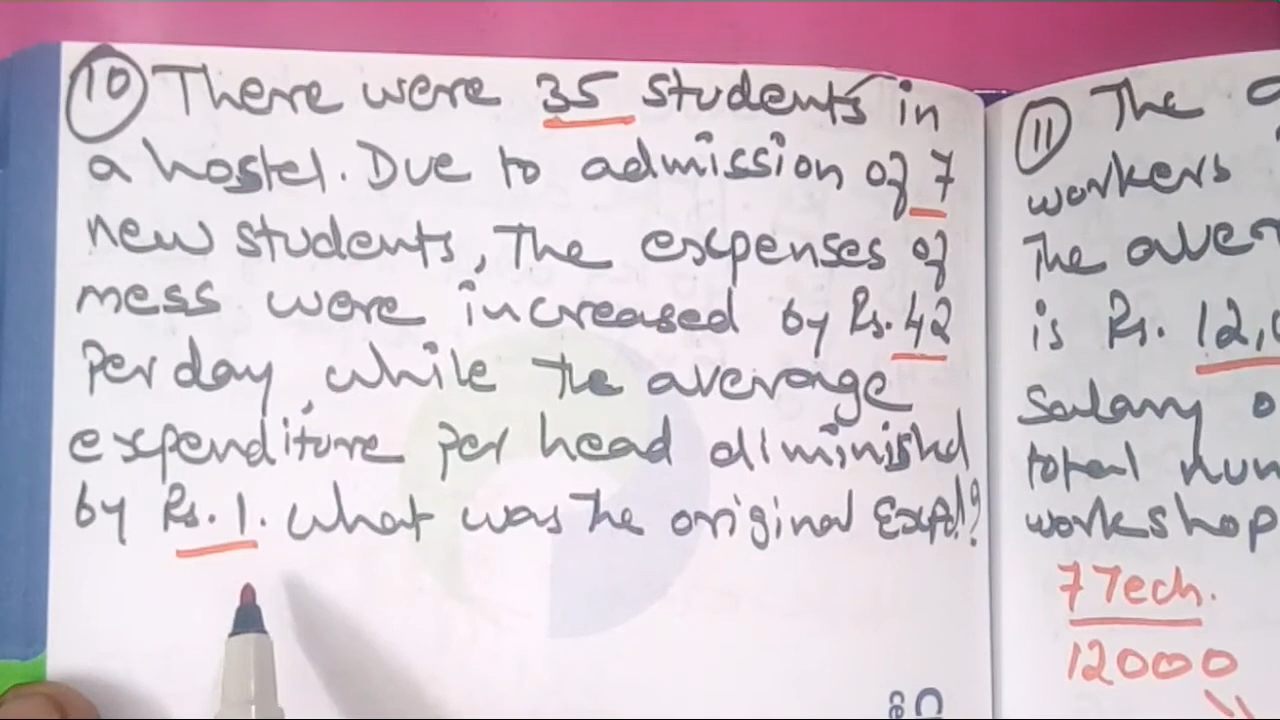 10 There were 35 students in
a hostel. Due to admission of 7
new students, The expenses of
mess were increased by Rs. 42
Per day, while the average
expenditure per head diminishd
by Rs. 1. What was the original Expd?
11 The
workers
The aver
is Rs. 12,
Salary o
total num
workshop
7 Tech.
12000